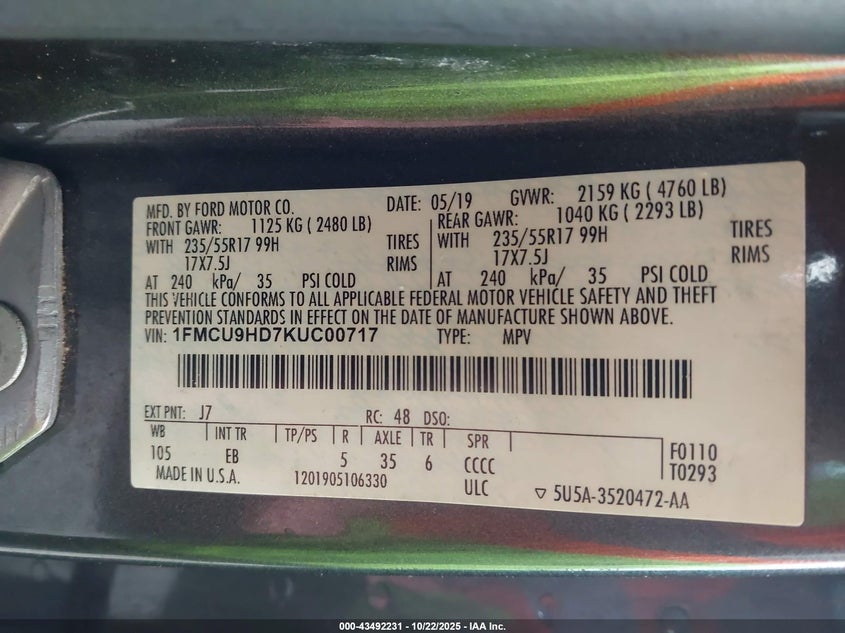 MFD. BY FORD MOTOR CO. DATE: 05/19 GVWR: 2159 KG ( 4760 LB)
FRONT GAWR: 1125 KG ( 2480 LB) REAR GAWR: 1040 KG ( 2293 LB)
WITH 235/55R17 99H TIRES WITH 235/55R17 99H TIRES
17X7.5J RIMS 17X7.5J RIMS
AT 240 kPa/ 35 PSI COLD AT 240 kPa/ 35 PSI COLD
THIS VEHICLE CONFORMS TO ALL APPLICABLE FEDERAL MOTOR VEHICLE SAFETY AND THEFT
PREVENTION STANDARDS IN EFFECT ON THE DATE OF MANUFACTURE SHOWN ABOVE.
VIN: 1FMCU9HD7KUC00717 TYPE: MPV
EXT PNT: J7 RC: 48 DSO:
WB INT TR TP/PS R AXLE TR SPR
105 EB 5 35 6 CCCC
F0110
T0293
MADE IN U.S.A. 1201905106330 ULC ▽ 5U5A-3520472-AA
000-43492231 - 10/22/2025 - IAA Inc.